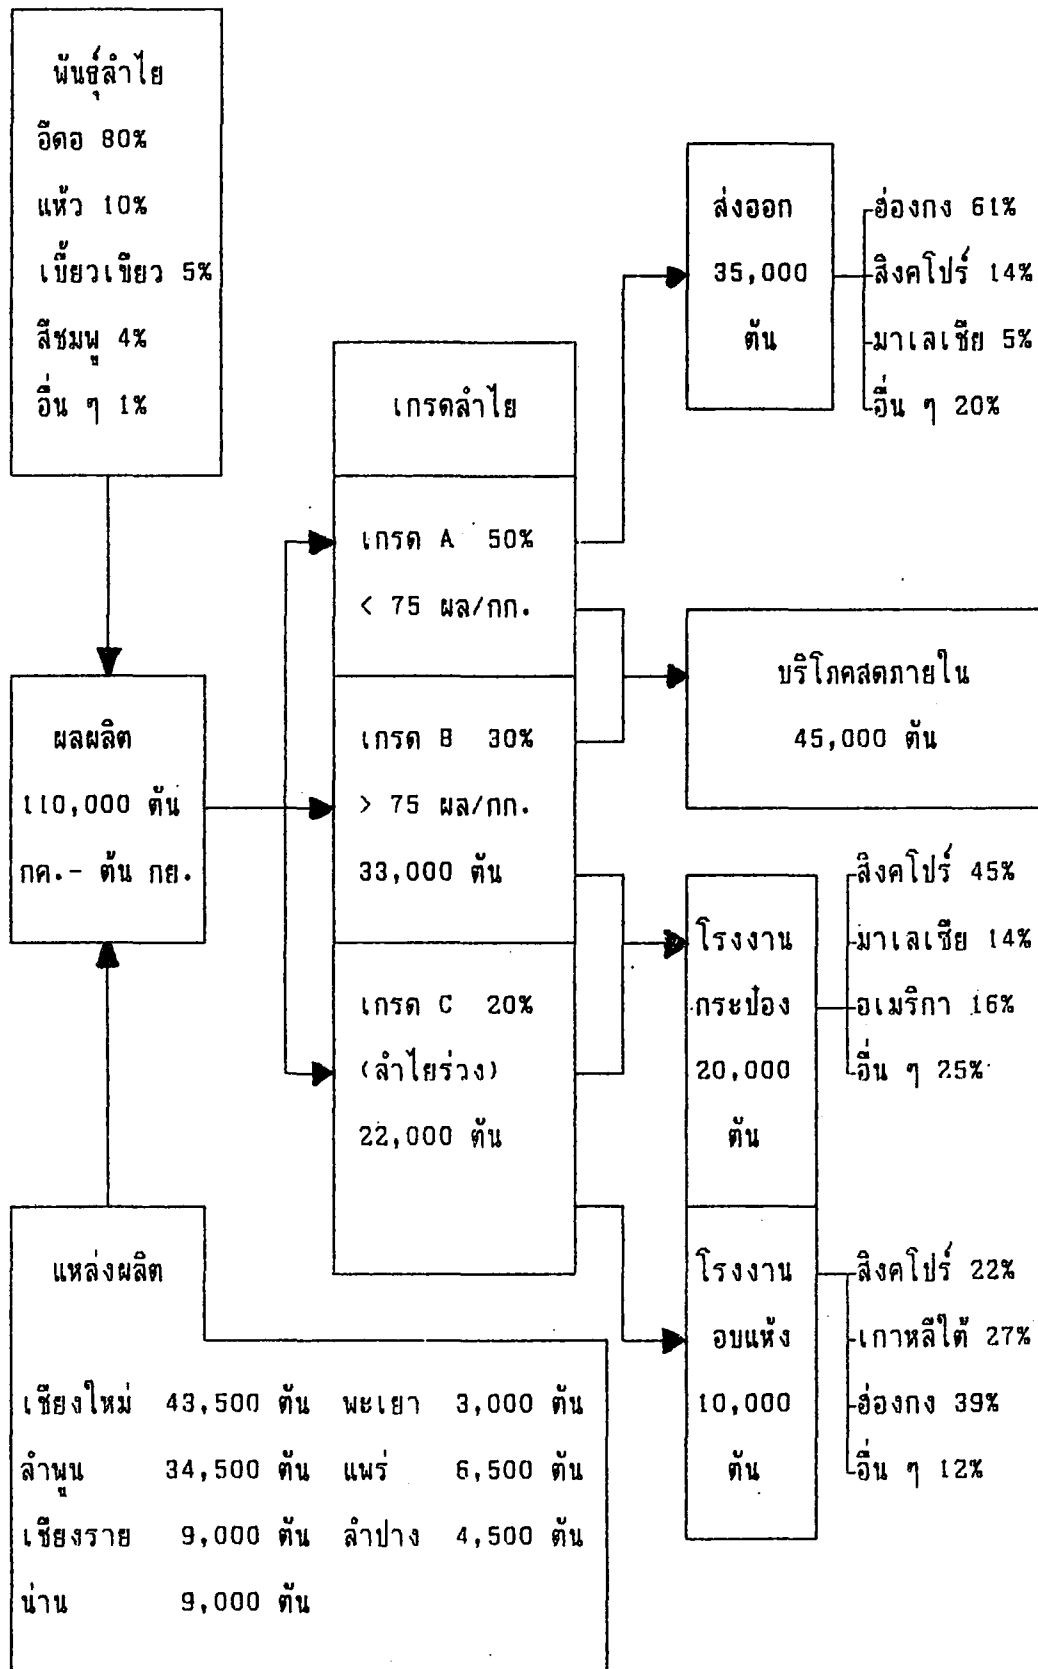 พันธุ์ลำไย
อีดอ 80%
แห้ว 10%
เบี้ยวเขียว 5%
สีชมพู 4%
อื่น ๆ 1%
ผลผลิต
110,000 ตัน
กค.- ต้น กย.
แหล่งผลิต
เชียงใหม่ 43,500 ตัน พะเยา 3,000 ตัน
ลำพูน 34,500 ตัน แพร่ 6,500 ตัน
เชียงราย 9,000 ตัน ลำปาง 4,500 ตัน
น่าน 9,000 ตัน
เกรดลำไย
เกรด A 50%
< 75 ผล/กก.
เกรด B 30%
> 75 ผล/กก.
33,000 ตัน
เกรด C 20%
(ลำไยร่วง)
22,000 ตัน
ส่งออก
35,000
ตัน
ฮ่องกง 61%
สิงคโปร์ 14%
มาเลเซีย 5%
อื่น ๆ 20%
บริโภคสดภายใน
45,000 ตัน
โรงงาน
กระป๋อง
20,000
ตัน
สิงคโปร์ 45%
มาเลเซีย 14%
อเมริกา 16%
อื่น ๆ 25%
โรงงาน
อบแห้ง
10,000
ตัน
สิงคโปร์ 22%
เกาหลีใต้ 27%
ฮ่องกง 39%
อื่น ๆ 12%